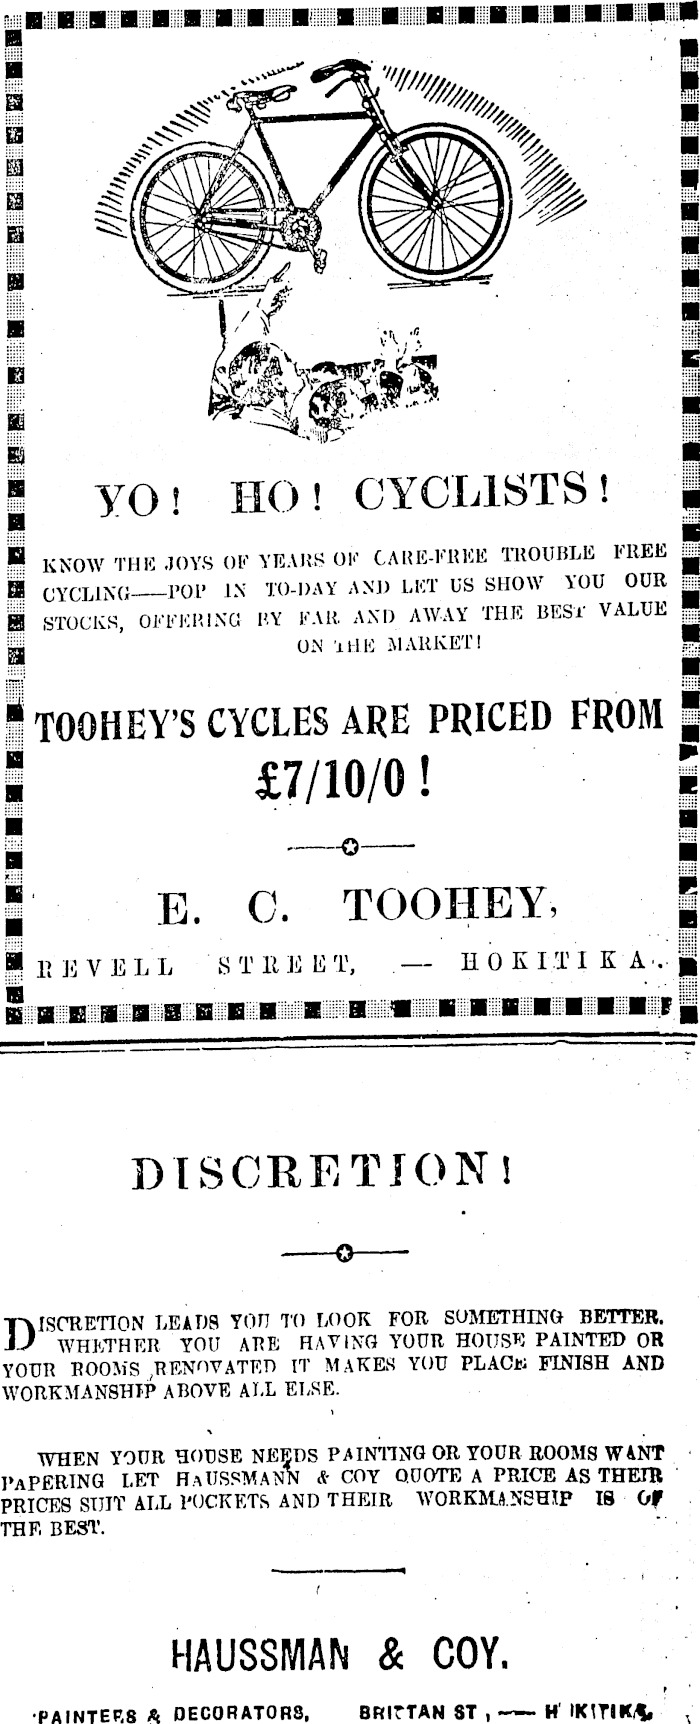 YO! HO! CYCLISTS!
KNOW THE JOYS OF YEARS OF CARE-FREE TROUBLE FREE
CYCLING——POP IN TO-DAY AND LET US SHOW YOU OUR
STOCKS, OFFERING BY FAR AND AWAY THE BEST VALUE
ON THE MARKET!
TOOHEY'S CYCLES ARE PRICED FROM
£7/10/0!
E. C. TOOHEY,
REVELL STREET, — HOKITIKA.
DISCRETION!
DISCRETION LEADS YOU TO LOOK FOR SOMETHING BETTER.
WHETHER YOU ARE HAVING YOUR HOUSE PAINTED OR
YOUR ROOMS RENOVATED IT MAKES YOU PLACE FINISH AND
WORKMANSHIP ABOVE ALL ELSE.
WHEN YOUR HOUSE NEEDS PAINTING OR YOUR ROOMS WANT
PAPERING LET HAUSSMANN & COY QUOTE A PRICE AS THEIR
PRICES SUIT ALL POCKETS AND THEIR WORKMANSHIP IS OF
THE BEST.
HAUSSMAN & COY.
PAINTERS & DECORATORS, BRITTAN ST, —— HOKITIKA,